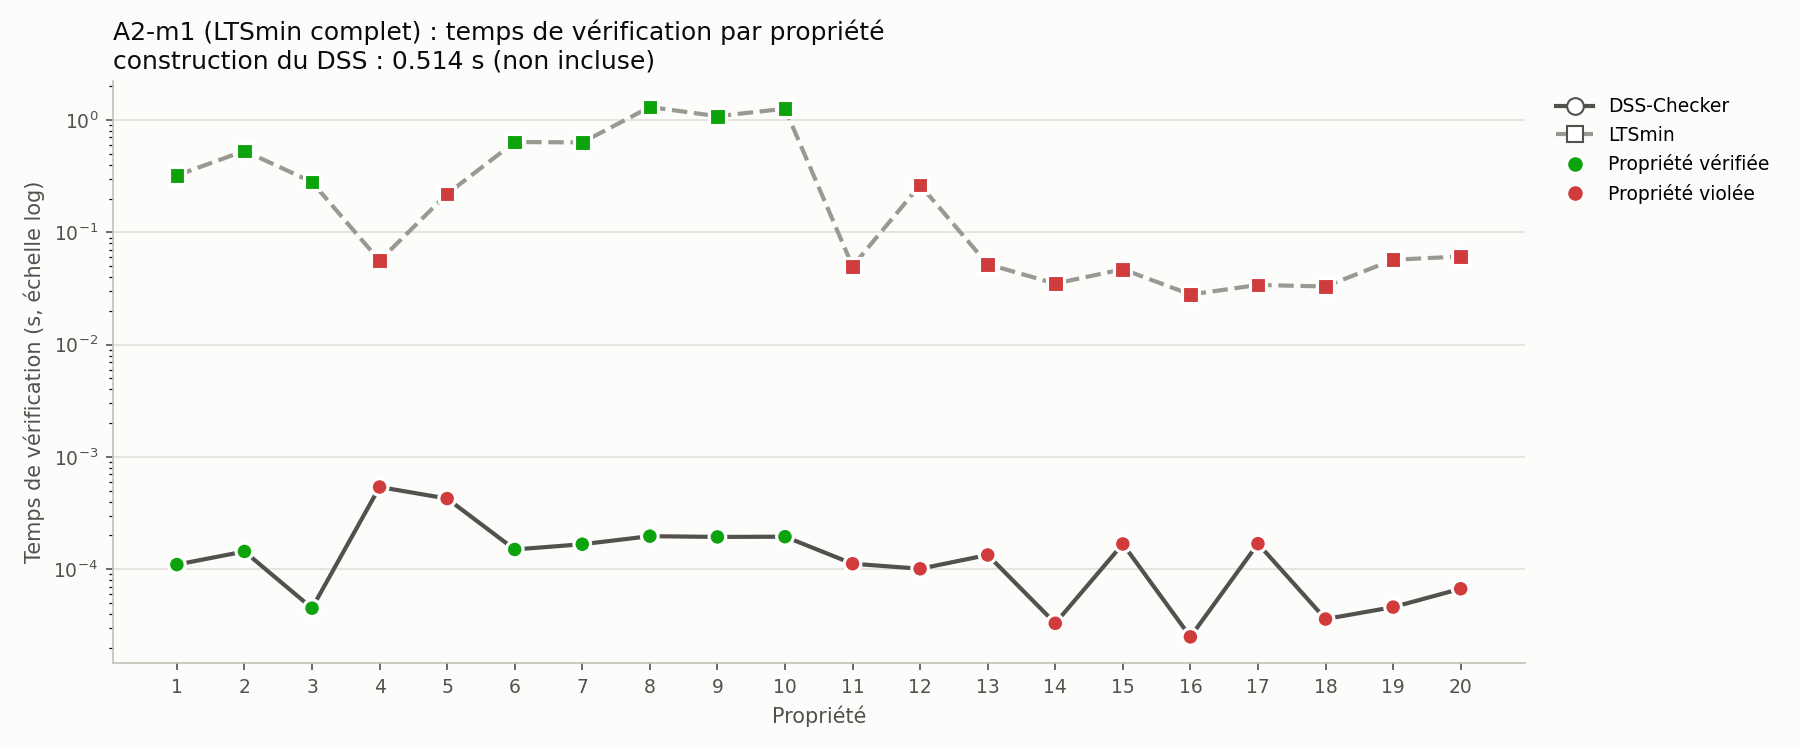 A2-m1 (LTSmin complet) : temps de vérification par propriété
construction du DSS : 0.514 s (non incluse)
Temps de vérification (s, échelle log)
10⁰
10⁻¹
10⁻²
10⁻³
10⁻⁴
1 2 3 4 5 6 7 8 9 10 11 12 13 14 15 16 17 18 19 20
Propriété
DSS-Checker
LTSmin
Propriété vérifiée
Propriété violée